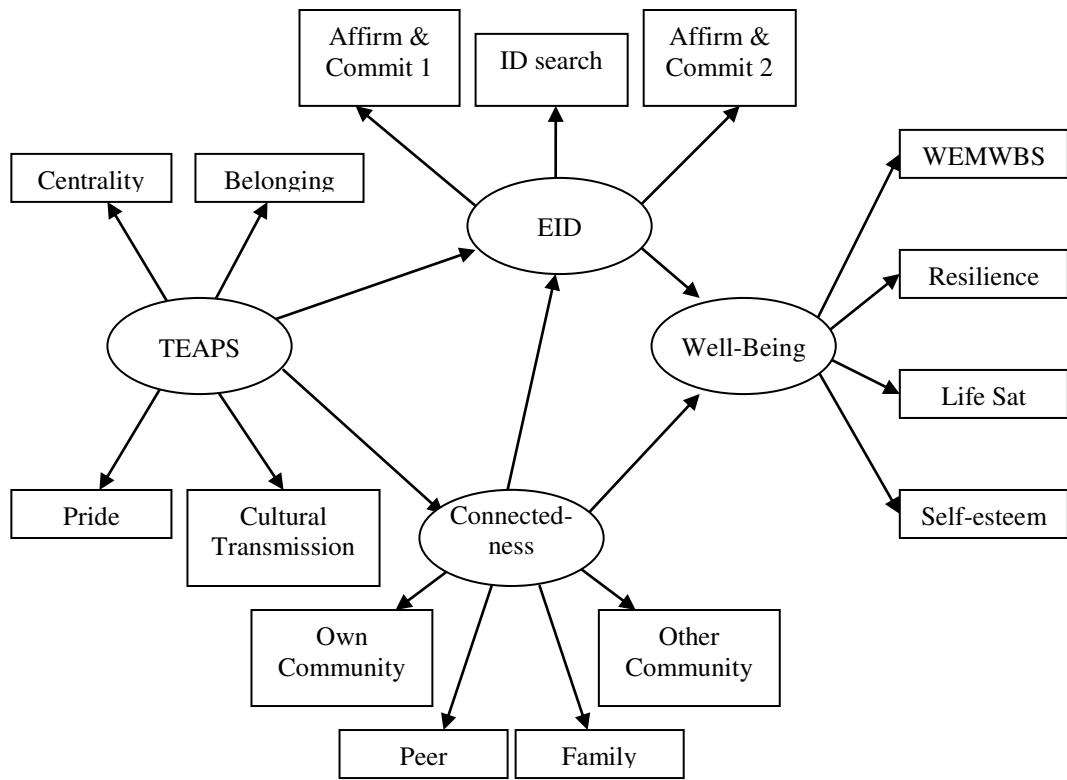 Affirm &
Commit 1
ID search
Affirm &
Commit 2
WEMWBS
Centrality
Belonging
EID
Resilience
TEAPS
Well-Being
Life Sat
Pride
Cultural
Transmission
Connected-
ness
Self-esteem
Own
Community
Other
Community
Peer
Family